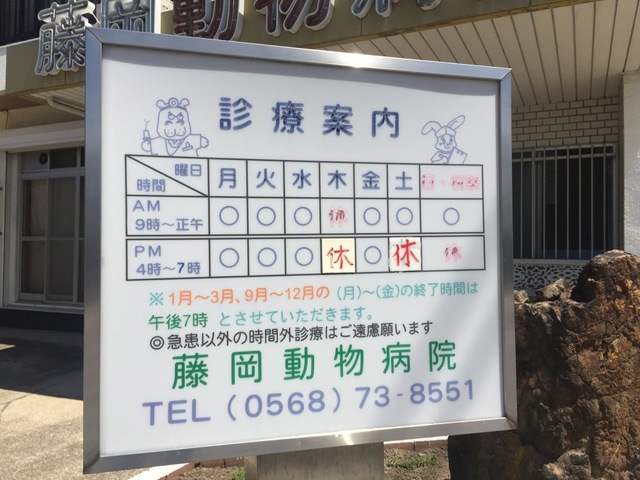 藤岡動物病
診療案内
曜日 時間 月 火 水 木 金 土 日・祝祭
AM 9時～正午 ○ ○ ○ 休 ○ ○ ○
PM 4時～7時 ○ ○ ○ 休 ○ 休 休
※1月～3月、9月～12月の(月)～(金)の終了時間は
午後7時とさせていただきます。
◎急患以外の時間外診療はご遠慮願います
藤岡動物病院
TEL(0568)73-8551